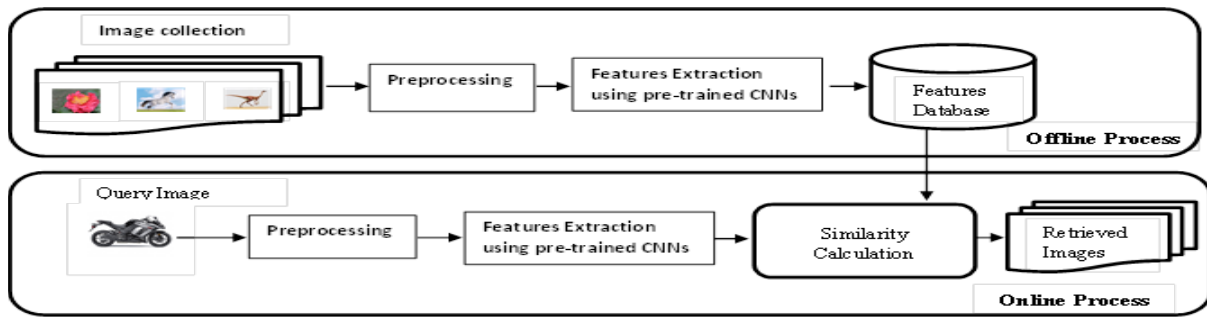 Image collection
Preprocessing
Features Extraction
using pre-trained CNNs
Features
Database
Offline Process
Query Image
Preprocessing
Features Extraction
using pre-trained CNNs
Similarity
Calculation
Retrieved
Images
Online Process